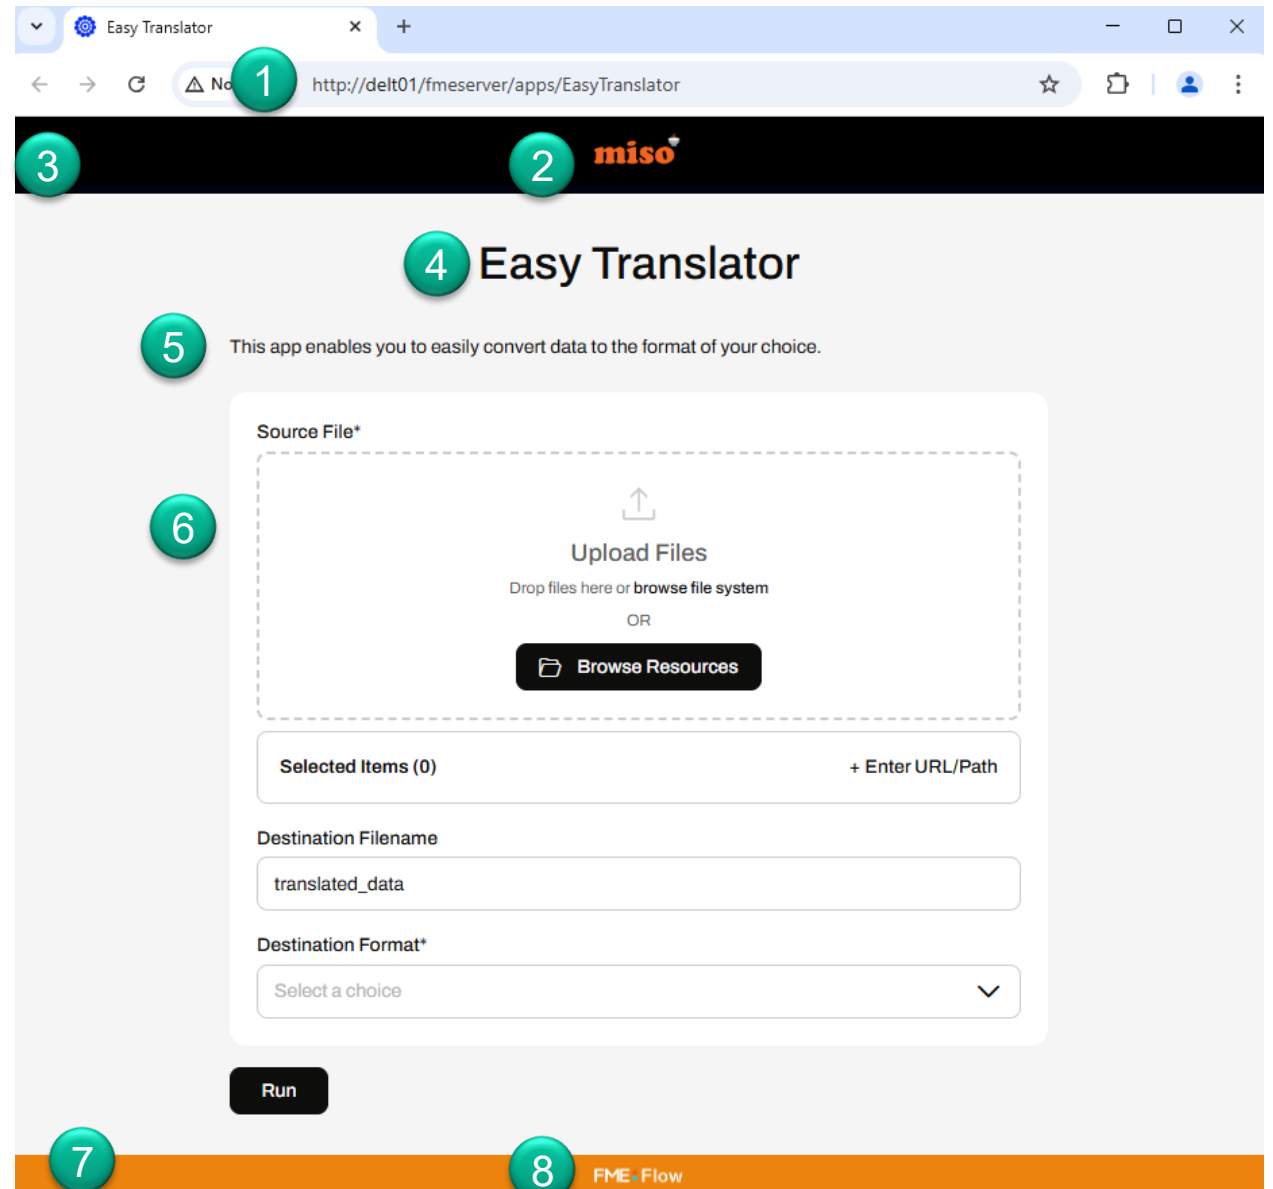 Easy Translator
1
http://delt01/fmeserver/apps/EasyTranslator
3
2
miso
4
Easy Translator
5
This app enables you to easily convert data to the format of your choice.
Source File*
6
Upload Files
Drop files here or browse file system
OR
Browse Resources
Selected Items (0)
+ Enter URL/Path
Destination Filename
translated_data
Destination Format*
Select a choice
Run
7
8
FME Flow